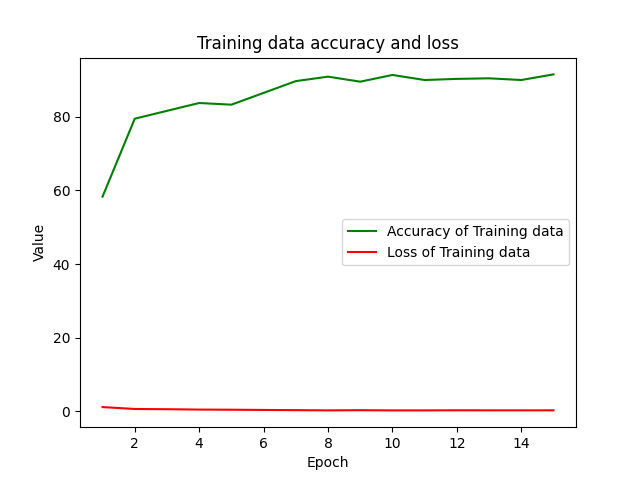 Training data accuracy and loss
80
60
40
20
0
Value
Accuracy of Training data
Loss of Training data
2 4 6 8 10 12 14
Epoch